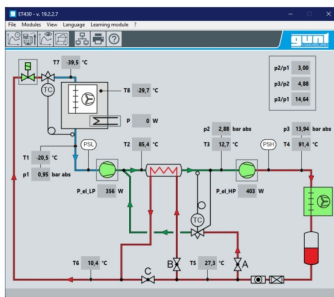 ET430 - v. 19.2.2.7
File Modules View Language Learning module ?
gunt
T7 -39,5 °C
TC
T8 -29,7 °C
P 0 W
p2/p1 3,00
p3/p2 4,88
p3/p1 14,64
T2 85,4 °C
p2 2,88 bar abs
T3 12,7 °C
p3 13,94 bar abs
T4 91,4 °C
PSL
PSH
T1 -20,5 °C
p1 0,95 bar abs
P_el_LP 356 W
P_el_HP 403 W
TC
T6 10,4 °C
T5 27,3 °C
C
B
A